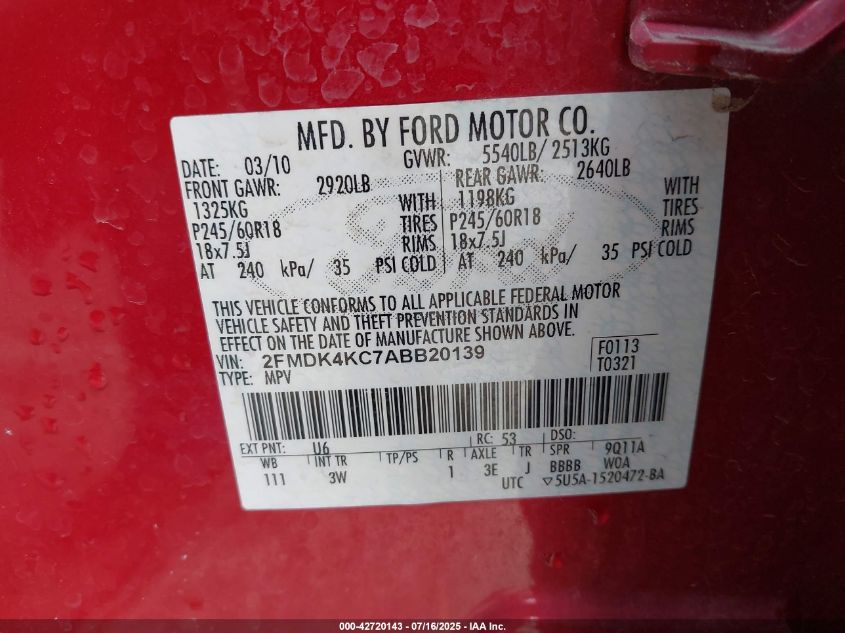 MFD. BY FORD MOTOR CO.
DATE: 03/10 GVWR: 5540LB/ 2513KG
FRONT GAWR: 2920LB REAR GAWR: 2640LB
1325KG WITH 1198KG WITH
P245/60R18 TIRES P245/60R18 TIRES
18x7.5J RIMS 18x7.5J RIMS
AT 240 kPa/ 35 PSI COLD AT 240 kPa/ 35 PSI COLD
THIS VEHICLE CONFORMS TO ALL APPLICABLE FEDERAL MOTOR
VEHICLE SAFETY AND THEFT PREVENTION STANDARDS IN
EFFECT ON THE DATE OF MANUFACTURE SHOWN ABOVE.
VIN: 2FMDK4KC7ABB20139 F0113
TYPE: MPV T0321
EXT PNT: U6 RC: 53 DSO:
WB INT TR TP/PS R AXLE TR SPR 9Q11A
111 3W 1 3E J BBBB WOA
UTC ▽5U5A-1520472-BA
000-42720143 - 07/16/2025 - IAA Inc.